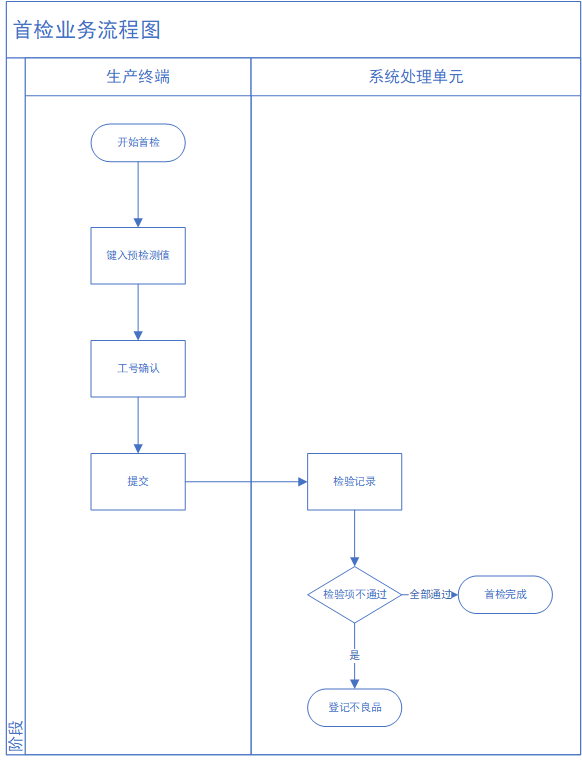 首检业务流程图
生产终端
系统处理单元
开始首检
键入预检测值
工号确认
提交
检验记录
检验项不通过
全部通过
首检完成
是
登记不良品
阶段